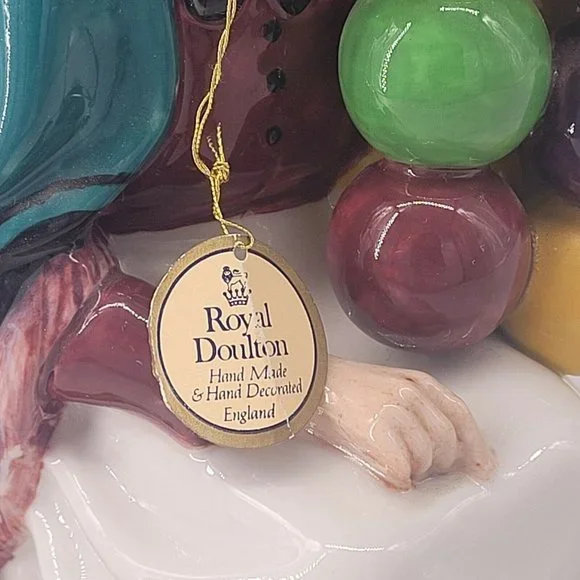 Royal
Doulton
Hand Made
& Hand Decorated
England